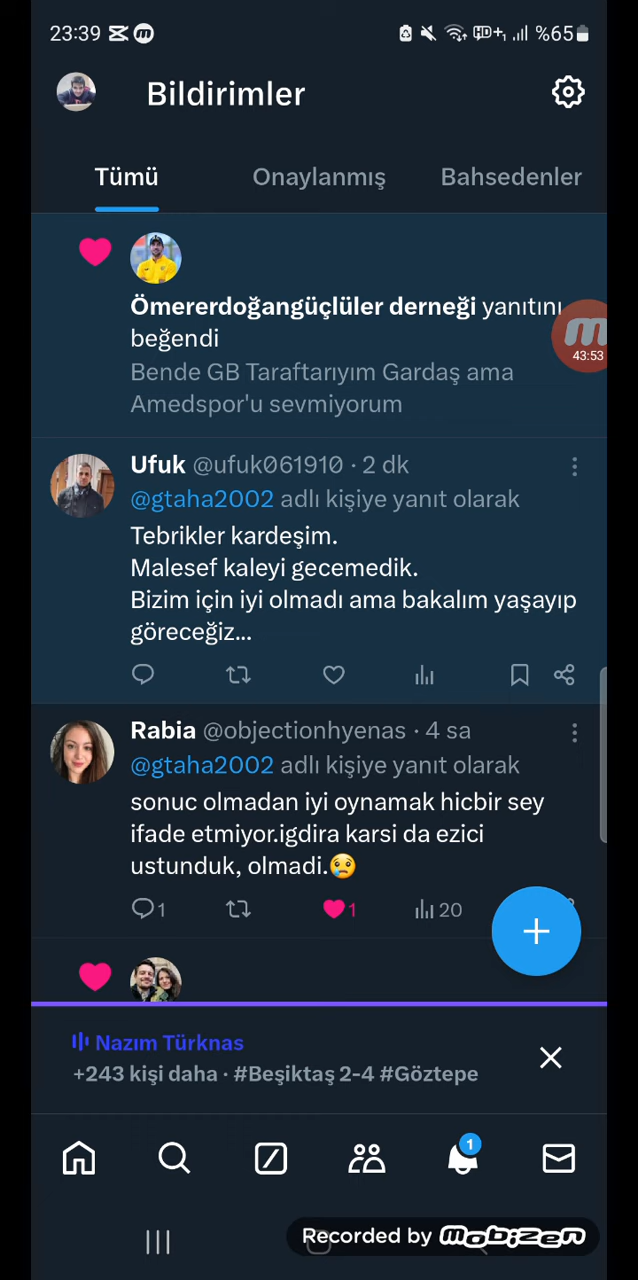 23:39
HD+
%65
Bildirimler
Tümü
Onaylanmış
Bahsedenler
Ömererdoğangüçlüler derneği yanıtını
beğendi
43:53
Bende GB Taraftarıyım Gardaş ama
Amedspor'u sevmiyorum
Ufuk @ufuk061910 · 2 dk
@gtaha2002 adlı kişiye yanıt olarak
Tebrikler kardeşim.
Malesef kaleyi gecemedik.
Bizim için iyi olmadı ama bakalım yaşayıp
göreceğiz...
Rabia @objectionhyenas · 4 sa
@gtaha2002 adlı kişiye yanıt olarak
sonuc olmadan iyi oynamak hicbir sey
ifade etmiyor.igdira karsi da ezici
ustunduk, olmadi.😢
1
1
20
Nazım Türknas
+243 kişi daha · #Beşiktaş 2-4 #Göztepe
1
Recorded by mobizen